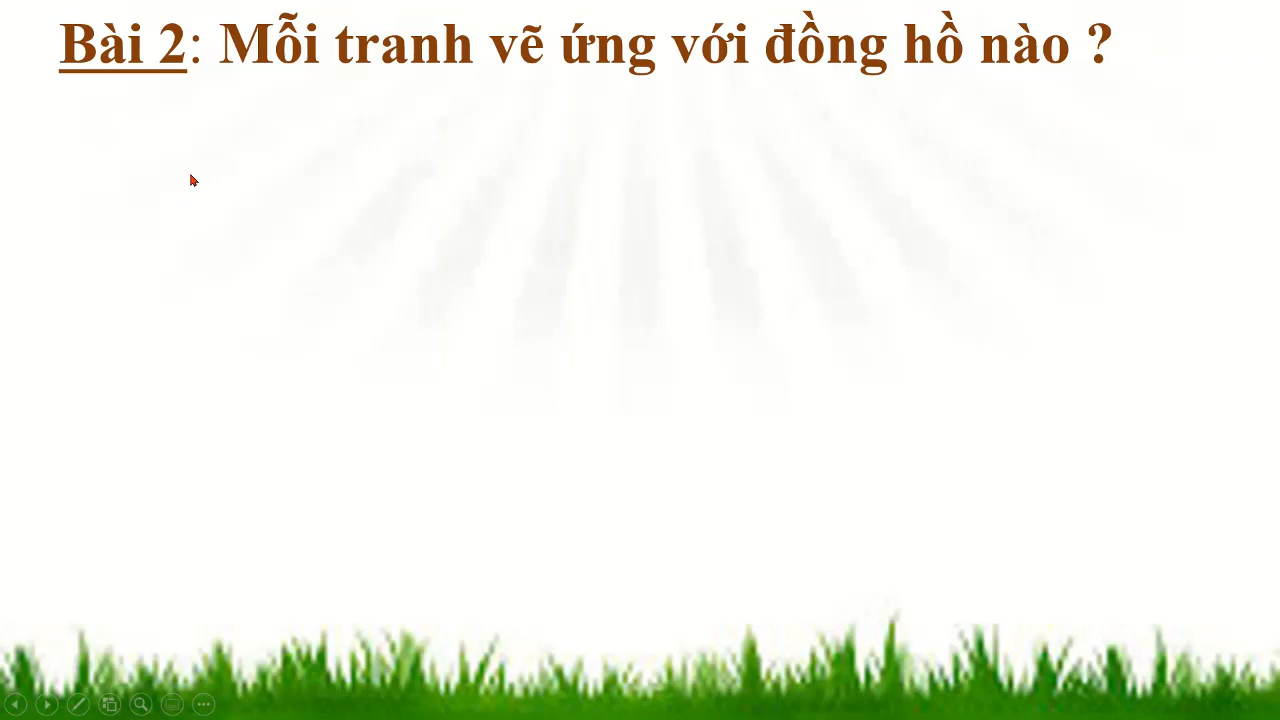 Bài 2: Mỗi tranh vẽ ứng với đồng hồ nào ?